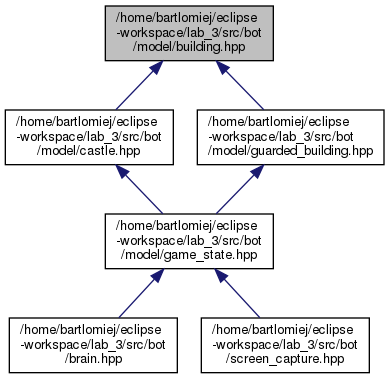 /home/bartlomiej/eclipse
-workspace/lab_3/src/bot
/model/building.hpp
/home/bartlomiej/eclipse
-workspace/lab_3/src/bot
/model/castle.hpp
/home/bartlomiej/eclipse
-workspace/lab_3/src/bot
/model/guarded_building.hpp
/home/bartlomiej/eclipse
-workspace/lab_3/src/bot
/model/game_state.hpp
/home/bartlomiej/eclipse
-workspace/lab_3/src/bot
/brain.hpp
/home/bartlomiej/eclipse
-workspace/lab_3/src/bot
/screen_capture.hpp